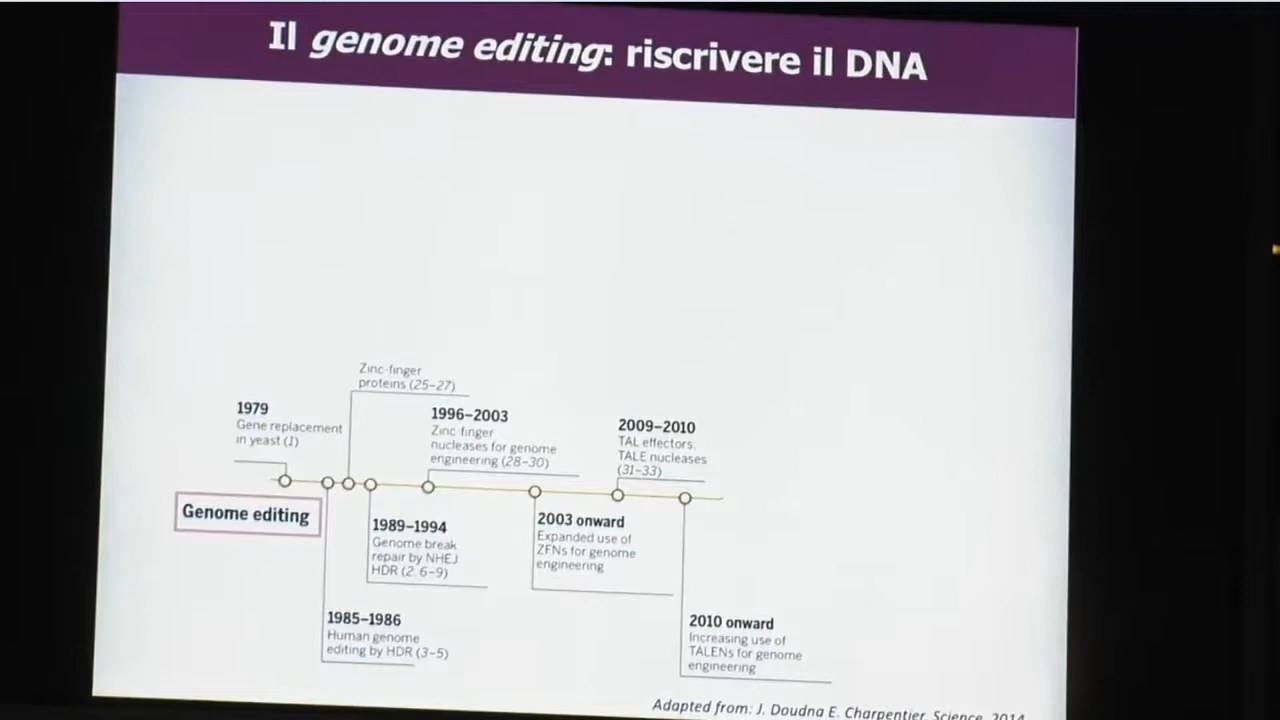 Il genome editing: riscrivere il DNA
Zinc-finger
proteins (25–27)
1979
Gene replacement
in yeast (1)
1996–2003
Zinc-finger
nucleases for genome
engineering (28–30)
2009–2010
TAL effectors,
TALE nucleases
(31–33)
Genome editing
1989–1994
Genome break
repair by NHEJ
HDR (2, 6–9)
2003 onward
Expanded use of
ZFNs for genome
engineering
1985–1986
Human genome
editing by HDR (3–5)
2010 onward
Increasing use of
TALENs for genome
engineering
Adapted from: J. Doudna E. Charpentier, Science, 2014